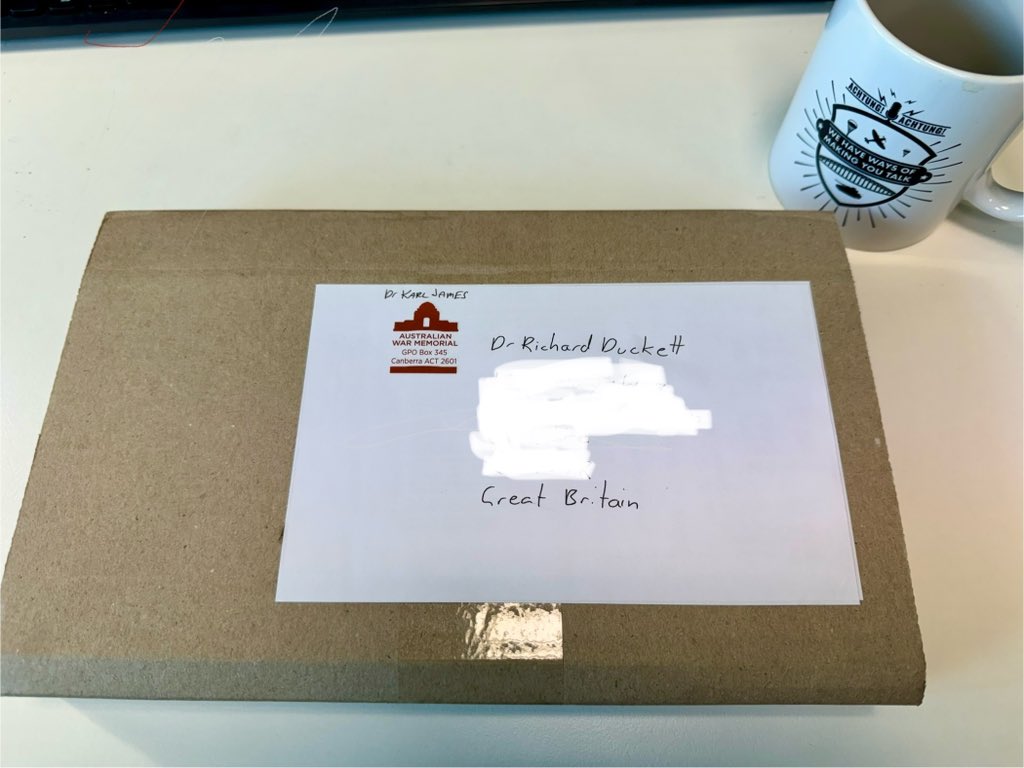 ACHTUNG! ACHTUNG!
WE HAVE WAYS OF
MAKING YOU TALK
Dr KARL JAMES
AUSTRALIAN
WAR MEMORIAL
GPO Box 345
Canberra ACT 2601
Dr Richard Duckett
Great Britain